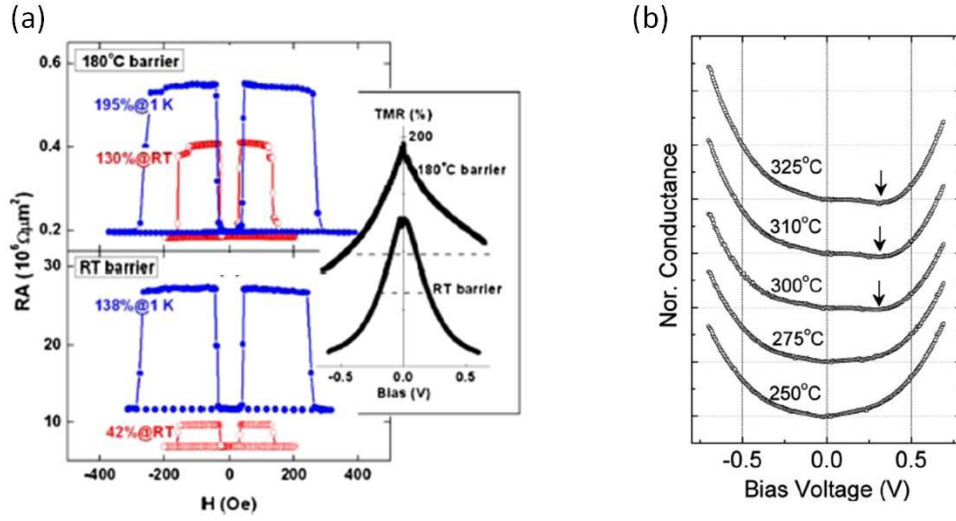 (a)
0.6
180°C barrier
195%@1 K
130%@RT
0.4
0.2
RA (10⁶ Ωμm²)
30
RT barrier
138%@1 K
20
10
42%@RT
-400
-200
0
200
400
H (Oe)
TMR (%)
200
180°C barrier
RT barrier
-0.5
0.0
0.5
Bias (V)
(b)
Nor. Conductance
325°C
310°C
300°C
275°C
250°C
-0.5
0.0
0.5
Bias Voltage (V)